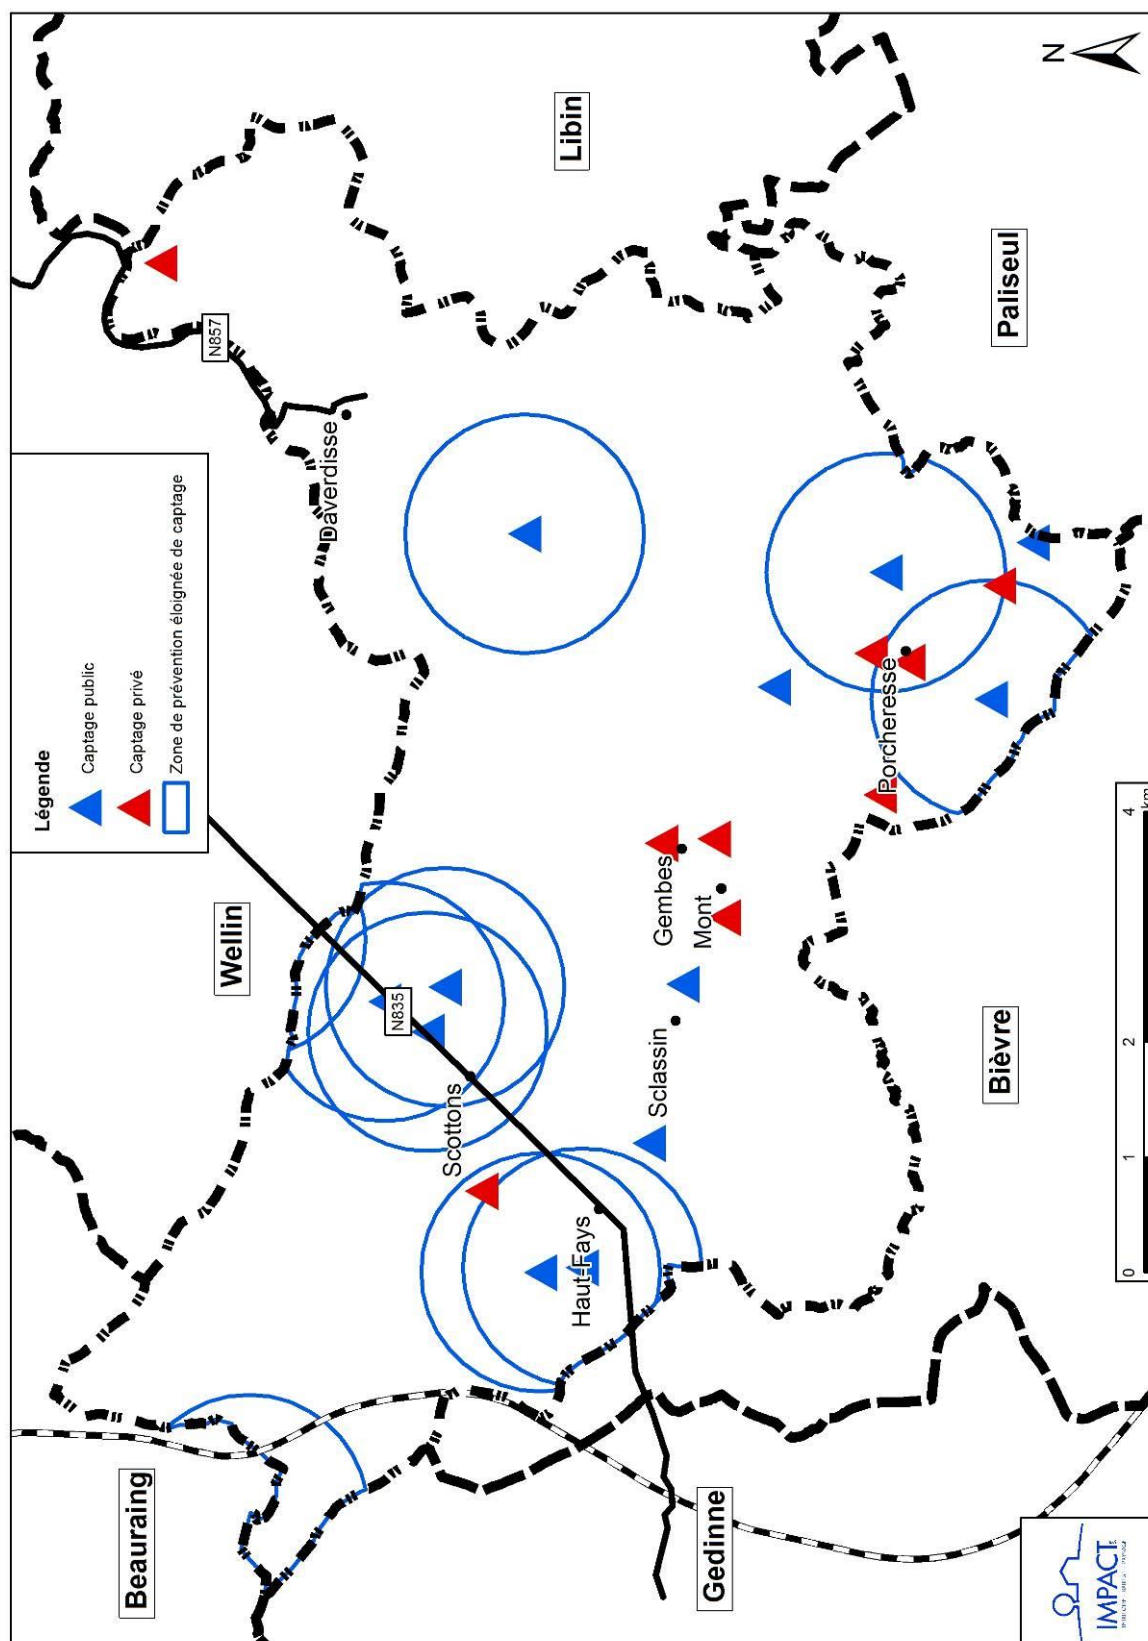 Beauraing
Wellin
Légende
Captage public
Captage privé
Zone de prévention éloignée de captage
N857
Daverdisse
Libin
N835
Scottons
Haut-Fays
Sclassin
Gembes
Mont
Porcheresse
Gedinne
Bièvre
Paliseul
N
0 1 2 4
km
IMPACT